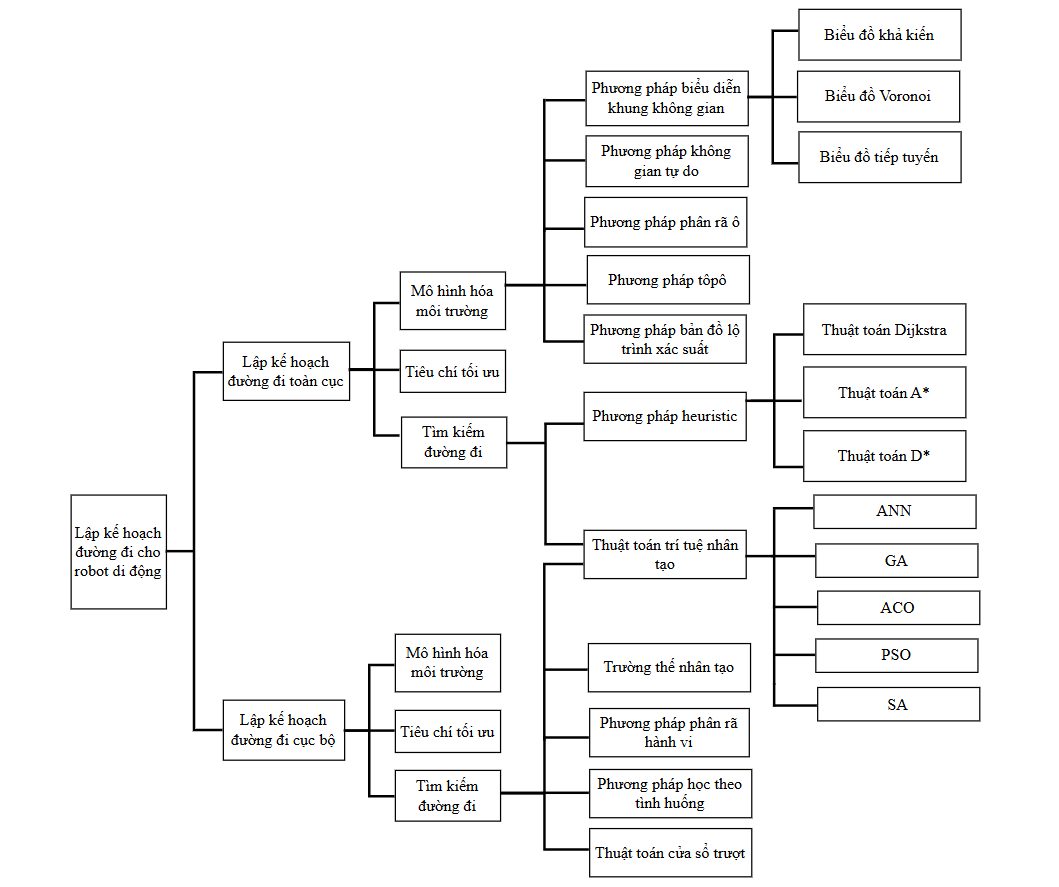 Biểu đồ khả kiến
Biểu đồ Voronoi
Biểu đồ tiếp tuyến
Phương pháp biểu diễn
khung không gian
Phương pháp không
gian tự do
Phương pháp phân rã ô
Phương pháp tôpô
Phương pháp bản đồ lộ
trình xác suất
Mô hình hóa
môi trường
Lập kế hoạch
đường đi toàn cục
Tiêu chí tối ưu
Tìm kiếm
đường đi
Phương pháp heuristic
Thuật toán Dijkstra
Thuật toán A*
Thuật toán D*
Lập kế hoạch
đường đi cho
robot di động
Thuật toán trí tuệ nhân
tạo
ANN
GA
ACO
PSO
SA
Mô hình hóa
môi trường
Lập kế hoạch
đường đi cục bộ
Tiêu chí tối ưu
Tìm kiếm
đường đi
Trường thế nhân tạo
Phương pháp phân rã
hành vi
Phương pháp học theo
tình huống
Thuật toán cửa sổ trượt